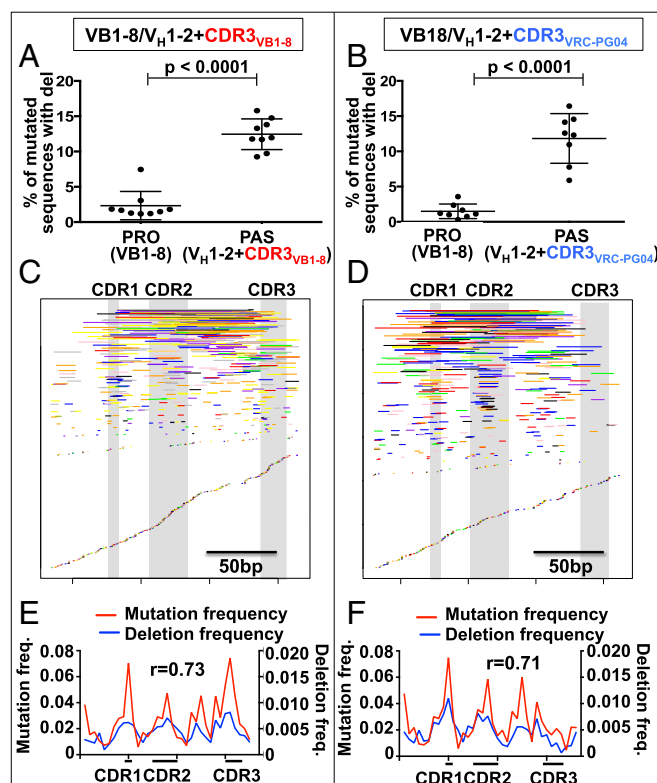 VB1-8/VH1-2+CDR3VB1-8
VB18/VH1-2+CDR3VRC-PG04
A
p < 0.0001
% of mutated
sequences with del
20
15
10
5
0
PRO
(VB1-8)
PAS
(VH1-2+CDR3VB1-8)
B
p < 0.0001
% of mutated
sequences with del
20
15
10
5
0
PRO
(VB1-8)
PAS
(VH1-2+CDR3VRC-PG04)
C
CDR1 CDR2 CDR3
50bp
D
CDR1 CDR2 CDR3
50bp
E
Mutation frequency
Deletion frequency
r=0.73
Mutation freq.
0.08
0.06
0.04
0.02
0
0.020
0.015
0.010
0.005
0
Deletion freq.
CDR1 CDR2 CDR3
F
Mutation frequency
Deletion frequency
r=0.71
Mutation freq.
0.08
0.06
0.04
0.02
0
0.020
0.015
0.010
0.005
0
Deletion freq.
CDR1 CDR2 CDR3